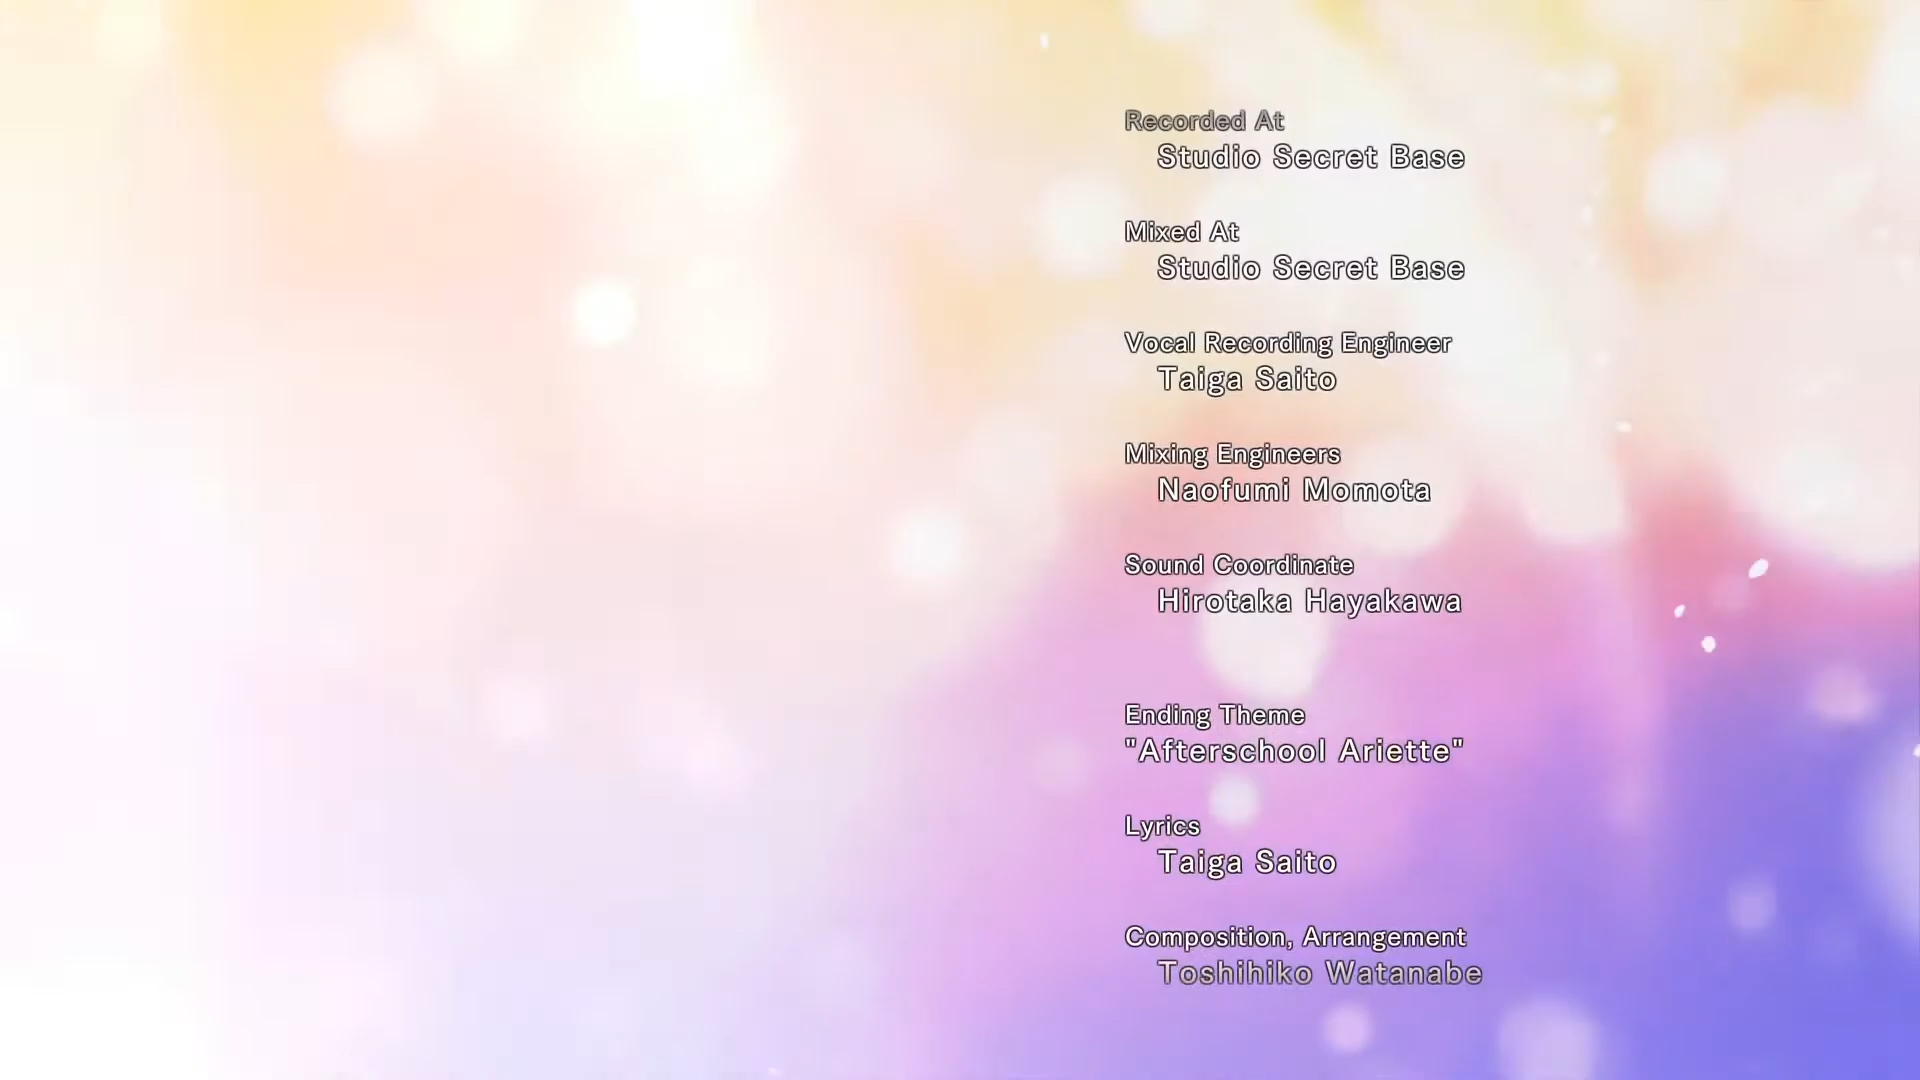 Recorded At
Studio Secret Base
Mixed At
Studio Secret Base
Vocal Recording Engineer
Taiga Saito
Mixing Engineers
Naofumi Momota
Sound Coordinate
Hirotaka Hayakawa
Ending Theme
"Afterschool Ariette"
Lyrics
Taiga Saito
Composition, Arrangement
Toshihiko Watanabe